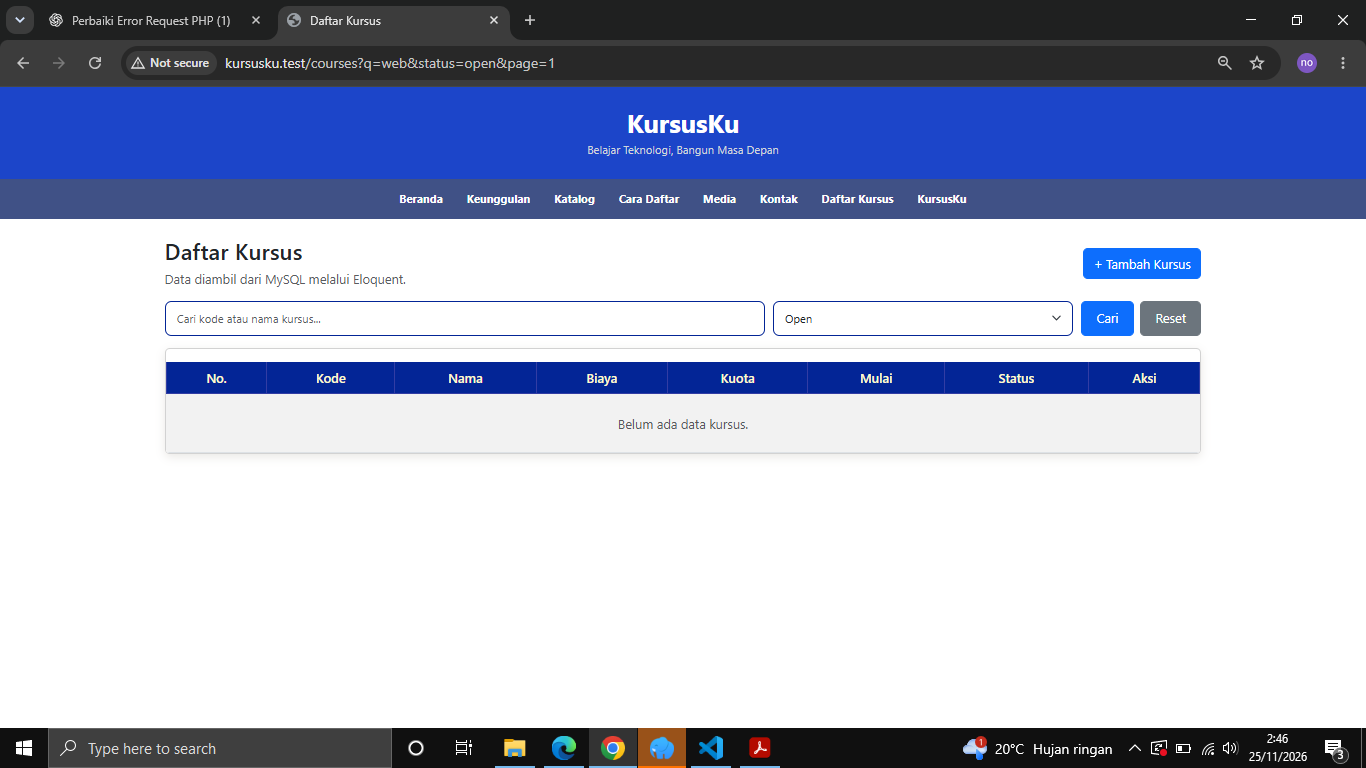 Perbaiki Error Request PHP (1)
Daftar Kursus
Not secure
kursusku.test/courses?q=web&status=open&page=1
no
KursusKu
Belajar Teknologi, Bangun Masa Depan
Beranda Keunggulan Katalog Cara Daftar Media Kontak Daftar Kursus KursusKu
Daftar Kursus
+ Tambah Kursus
Data diambil dari MySQL melalui Eloquent.
Cari kode atau nama kursus... Open Cari Reset
No. Kode Nama Biaya Kuota Mulai Status Aksi
Belum ada data kursus.
Type here to search
1
20°C Hujan ringan
2:46
25/11/2026
3